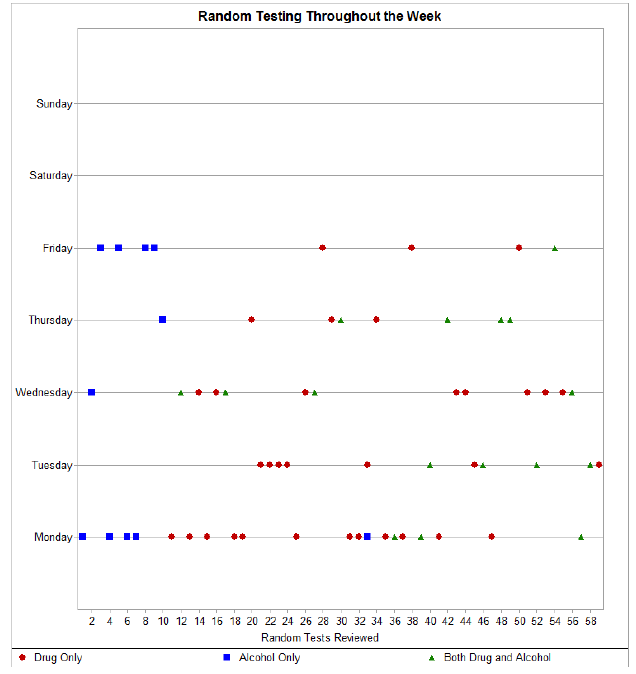 Random Testing Throughout the Week
Sunday
Saturday
Friday
Thursday
Wednesday
Tuesday
Monday
2 4 6 8 10 12 14 16 18 20 22 24 26 28 30 32 34 36 38 40 42 44 46 48 50 52 54 56 58
Random Tests Reviewed
Drug Only Alcohol Only Both Drug and Alcohol